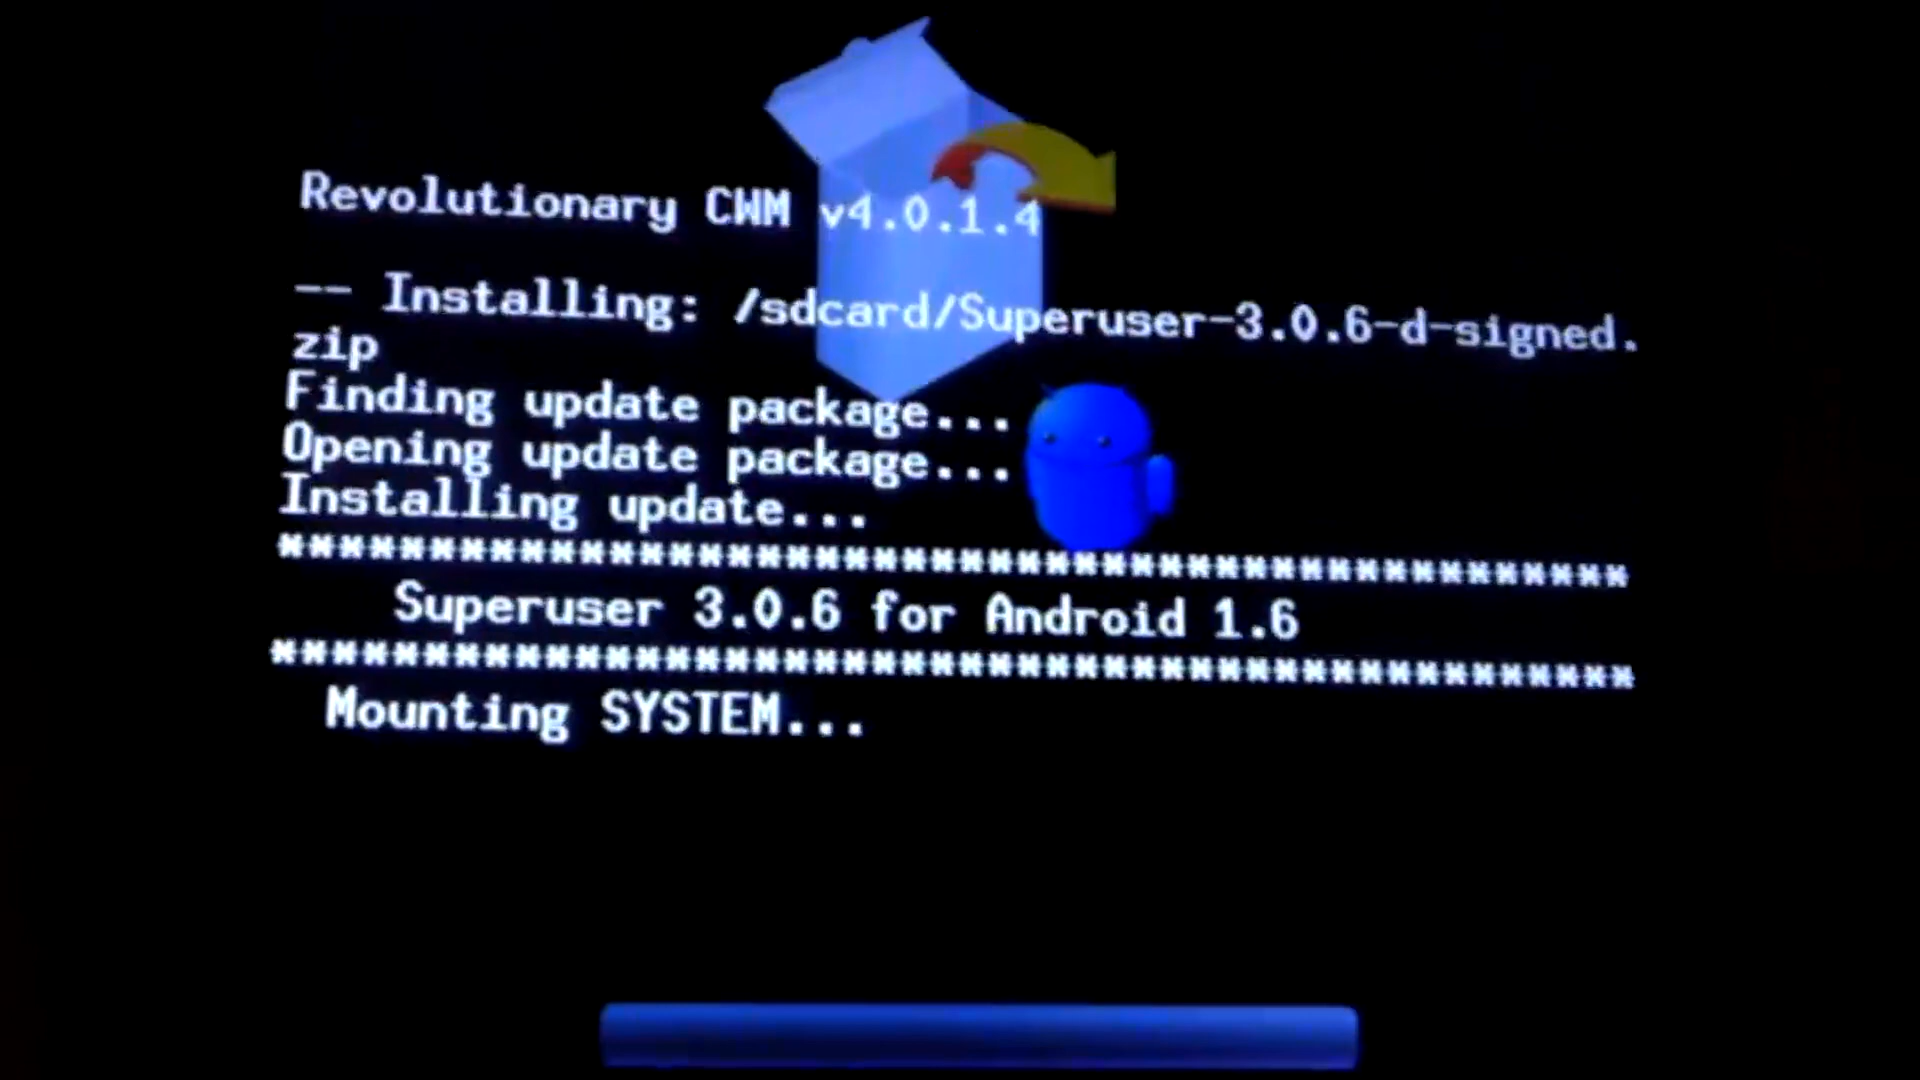 Revolutionary CWM v4.0.1.4
-- Installing: /sdcard/Superuser-3.0.6-d-signed.
zip
Finding update package...
Opening update package...
Installing update...
*********************************************
Superuser 3.0.6 for Android 1.6
*********************************************
Mounting SYSTEM...